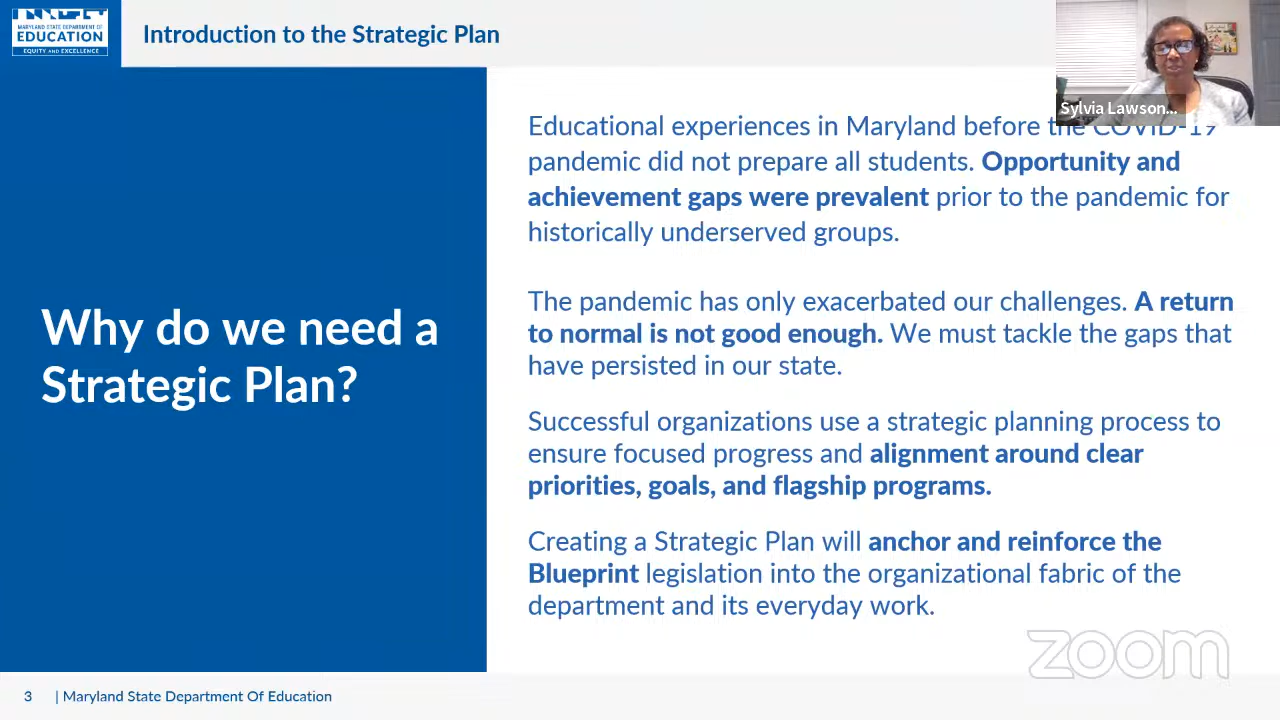 MARYLAND STATE DEPARTMENT OF
EDUCATION
EQUITY AND EXCELLENCE
Introduction to the Strategic Plan
Sylvia Lawson...
Why do we need a
Strategic Plan?
Educational experiences in Maryland before the COVID-19
pandemic did not prepare all students. Opportunity and
achievement gaps were prevalent prior to the pandemic for
historically underserved groups.
The pandemic has only exacerbated our challenges. A return
to normal is not good enough. We must tackle the gaps that
have persisted in our state.
Successful organizations use a strategic planning process to
ensure focused progress and alignment around clear
priorities, goals, and flagship programs.
Creating a Strategic Plan will anchor and reinforce the
Blueprint legislation into the organizational fabric of the
department and its everyday work.
zoom
3 | Maryland State Department Of Education